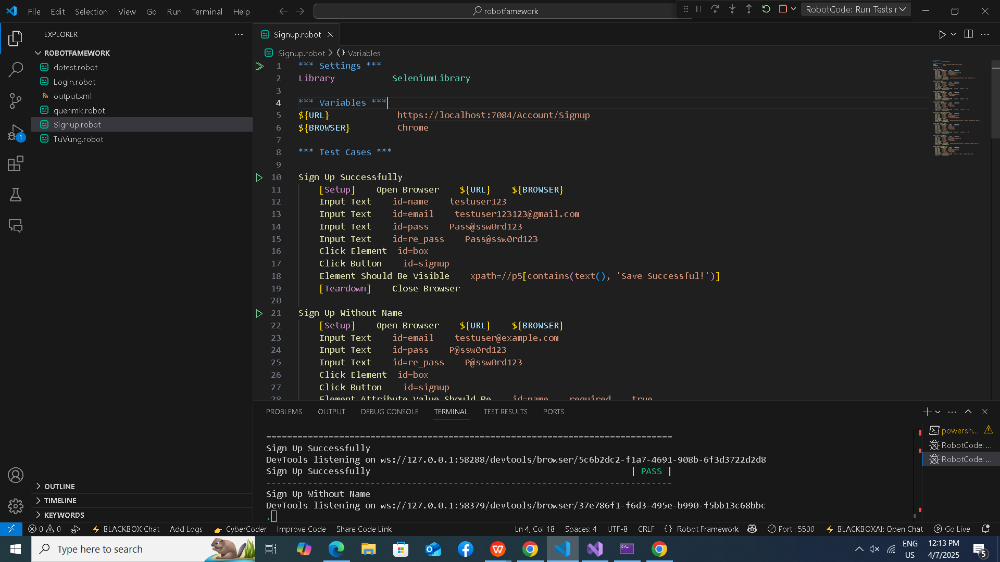 File Edit Selection View Go Run Terminal Help
robotfamework
RobotCode: Run Tests r
EXPLORER
ROBOTFAMEWORK
dotest.robot
Login.robot
output.xml
quenmk.robot
Signup.robot
TuVung.robot
OUTLINE
TIMELINE
KEYWORDS
1
Signup.robot
Signup.robot > {} Variables
1 *** Settings ***
2 Library SeleniumLibrary
3
4 *** Variables ***
5 ${URL} https://localhost:7084/Account/Signup
6 ${BROWSER} Chrome
7
8 *** Test Cases ***
9
10 Sign Up Successfully
11 [Setup] Open Browser ${URL} ${BROWSER}
12 Input Text id=name testuser123
13 Input Text id=email testuser123123@gmail.com
14 Input Text id=pass Pass@ssw0rd123
15 Input Text id=re_pass Pass@ssw0rd123
16 Click Element id=box
17 Click Button id=signup
18 Element Should Be Visible xpath=//p5[contains(text(), 'Save Successful!')]
19 [Teardown] Close Browser
20
21 Sign Up Without Name
22 [Setup] Open Browser ${URL} ${BROWSER}
23 Input Text id=email testuser@example.com
24 Input Text id=pass P@ssw0rd123
25 Input Text id=re_pass P@ssw0rd123
26 Click Element id=box
27 Click Button id=signup
28 Element Attribute Value Should Be id=name required true
PROBLEMS OUTPUT DEBUG CONSOLE TERMINAL TEST RESULTS PORTS
==============================================================================
Sign Up Successfully
DevTools listening on ws://127.0.0.1:58288/devtools/browser/5c6b2dc2-f1a7-4691-908b-6f3d3722d2d8
Sign Up Successfully | PASS |
------------------------------------------------------------------------------
Sign Up Without Name
DevTools listening on ws://127.0.0.1:58379/devtools/browser/37e786f1-f6d3-495e-b990-f5bb13c68bbc
.
powersh...
RobotCode: ...
RobotCode: ...
0 0 BLACKBOX Chat Add Logs CyberCoder Improve Code Share Code Link Ln 4, Col 18 Spaces: 4 UTF-8 CRLF {} Robot Framework Port : 5500 BLACKBOXAI: Open Chat Go Live
Type here to search
ENG
US
12:13 PM
4/7/2025
5